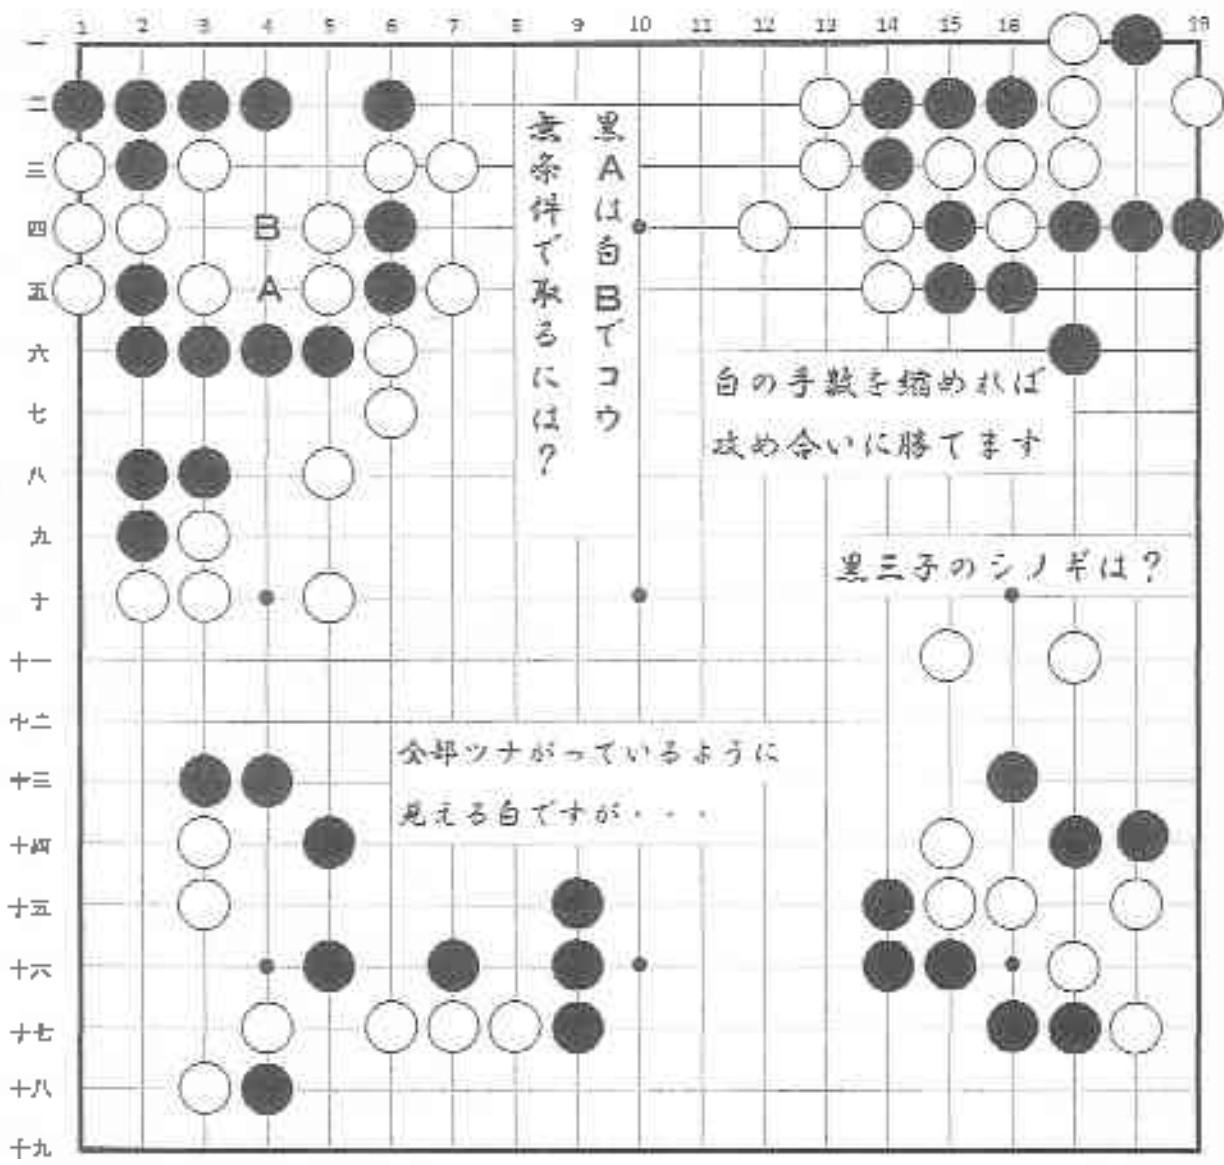 1 2 3 4 5 6 7 8 9 10 11 12 13 14 15 16 17 18 19
一
二
三
四
五
六
七
八
九
十
十一
十二
十三
十四
十五
十六
十七
十八
十九
B
A
黒Aは白Bでコウ
無条件で取るには?
白の手数を縮めれば
攻め合いに勝てます
黒三子のシノギは?
全部ツナがっているように
見える白ですが・・・